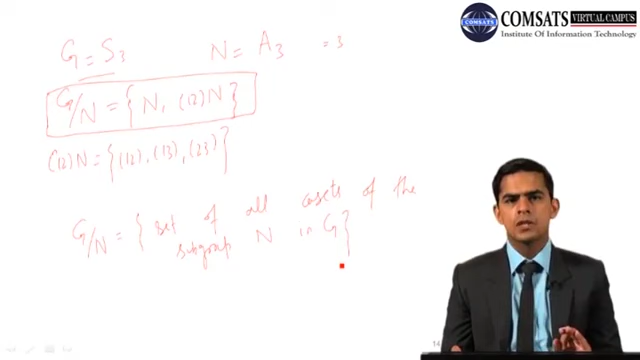 COMSATS VIRTUAL CAMPUS
Institute Of Information Technology
G = S₃ N = A₃ = 3
G/N = { N, (12)N }
(12)N = { (12), (13), (23) }
G/N = { set of all cosets of the
subgroup N in G }
14